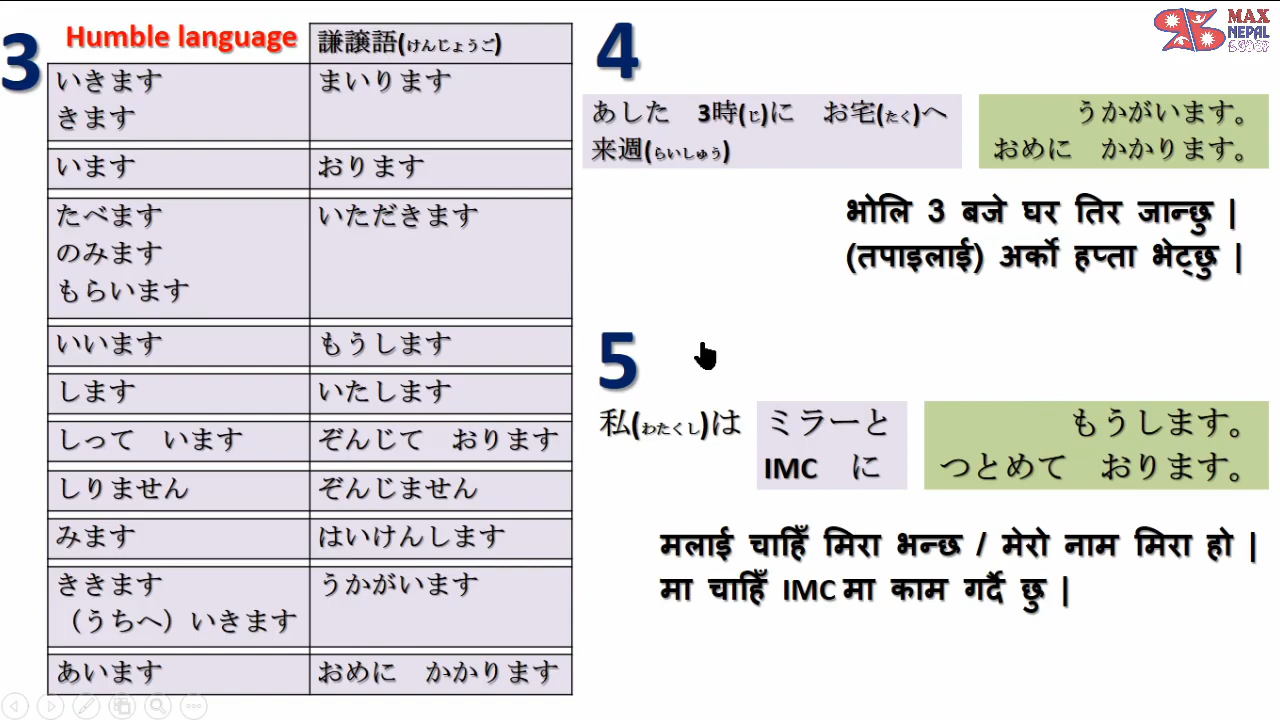 3
Humble language
謙譲語(けんじょうご)
いきます
きます
まいります
います
おります
たべます
のみます
もらいます
いただきます
いいます
もうします
します
いたします
しって　います
ぞんじて　おります
しりません
ぞんじません
みます
はいけんします
ききます
（うちへ）いきます
うかがいます
あいます
おめに　かかります
4
あした　3時(じ)に　お宅(たく)へ
来週(らいしゅう)
うかがいます。
おめに　かかります。
भोलि 3 बजे घर तिर जान्छु |
(तपाइलाई) अर्को हप्ता भेट्छु |
5
私(わたくし)は
ミラーと
IMC　に
もうします。
つとめて　おります。
मलाई चाहिँ मिरा भन्छ / मेरो नाम मिरा हो |
मा चाहिँ IMC मा काम गर्दै छु |
MAX
NEPAL